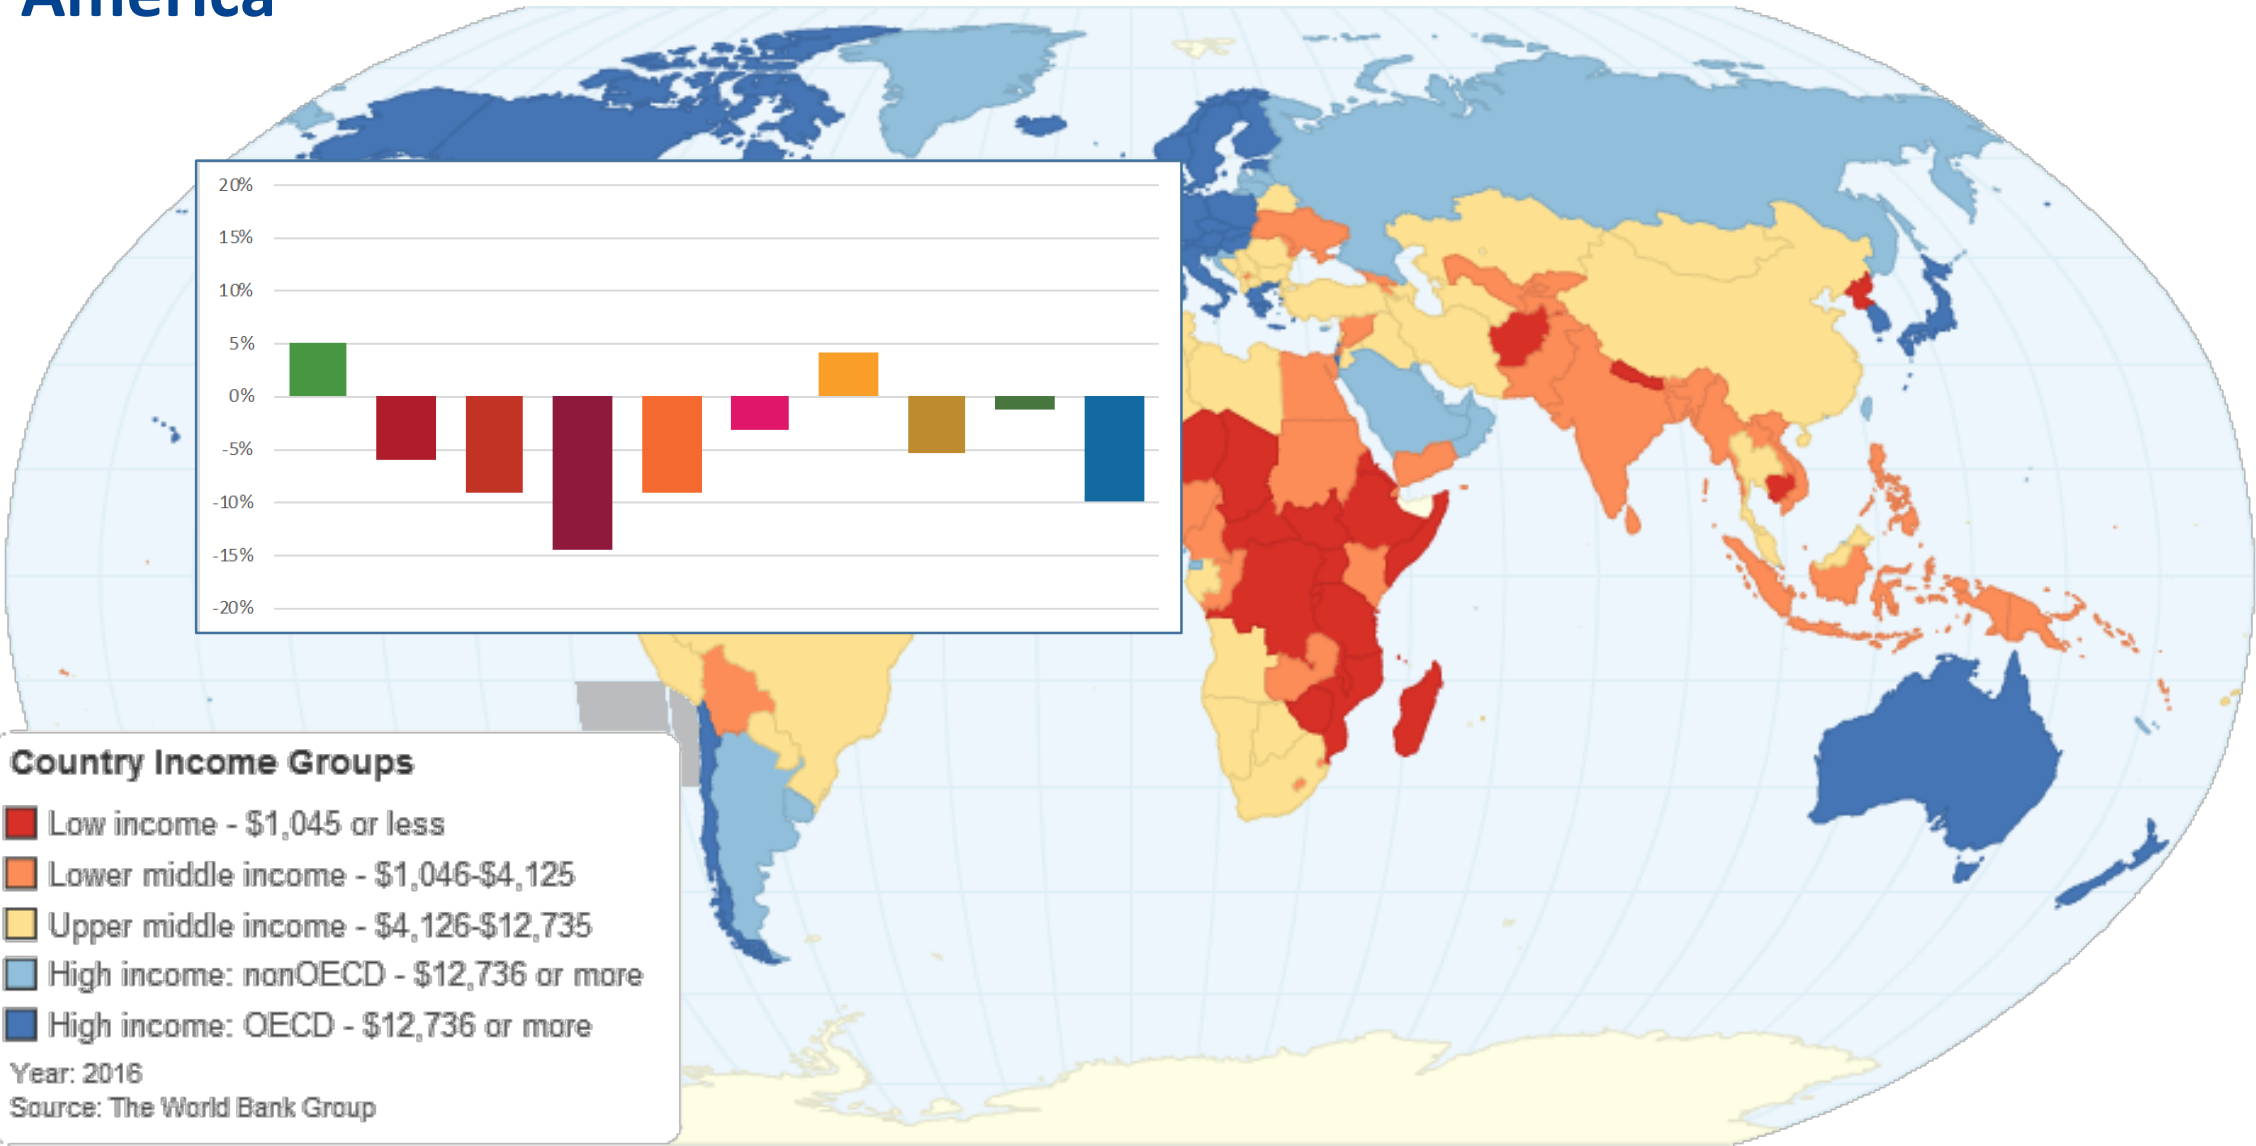 America
20%
15%
10%
5%
0%
-5%
-10%
-15%
-20%
Country Income Groups
Low income - $1,045 or less
Lower middle income - $1,046-$4,125
Upper middle income - $4,126-$12,735
High income: nonOECD - $12,736 or more
High income: OECD - $12,736 or more
Year: 2016
Source: The World Bank Group